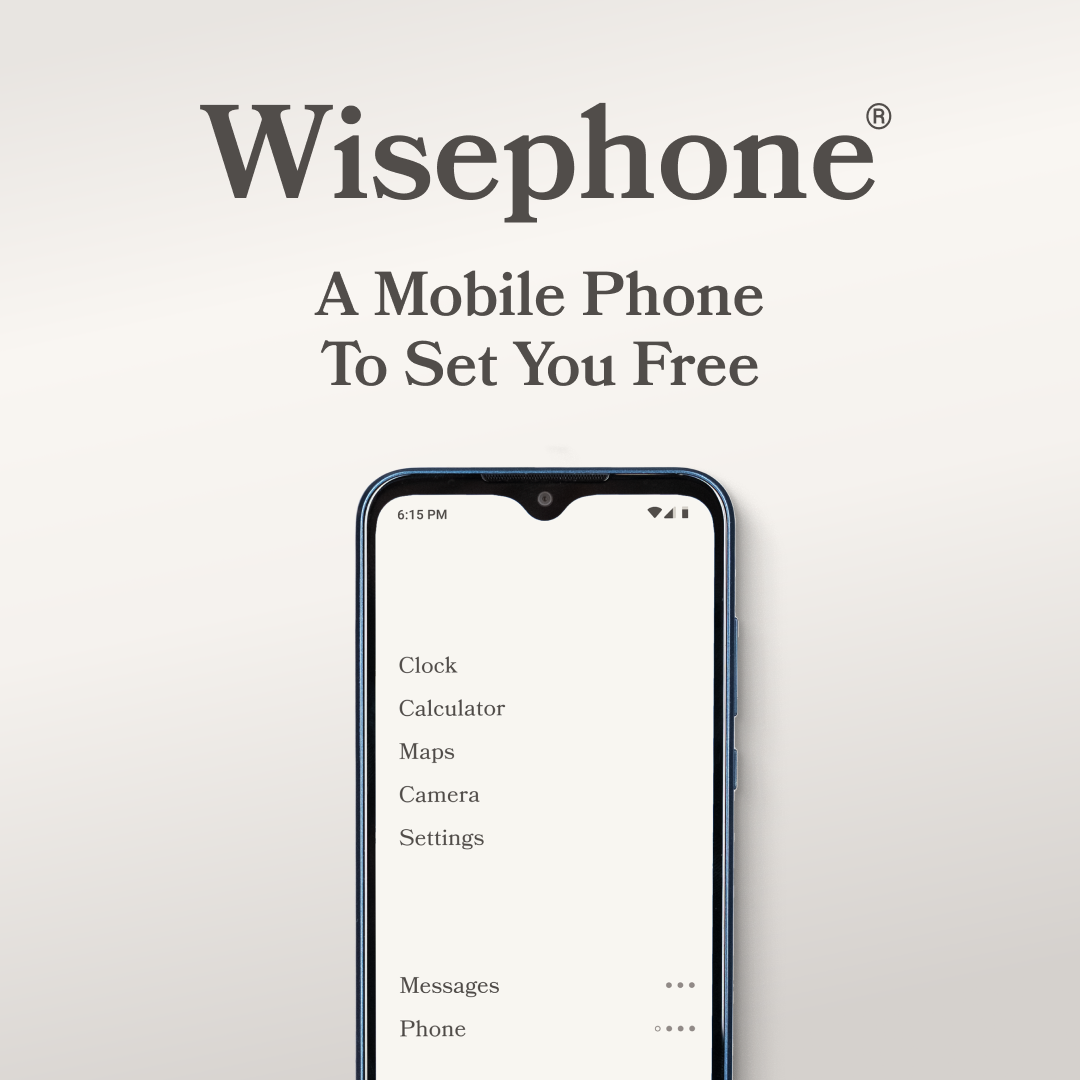 Wisephone®
A Mobile Phone
To Set You Free
6:15 PM
Clock
Calculator
Maps
Camera
Settings
Messages
Phone